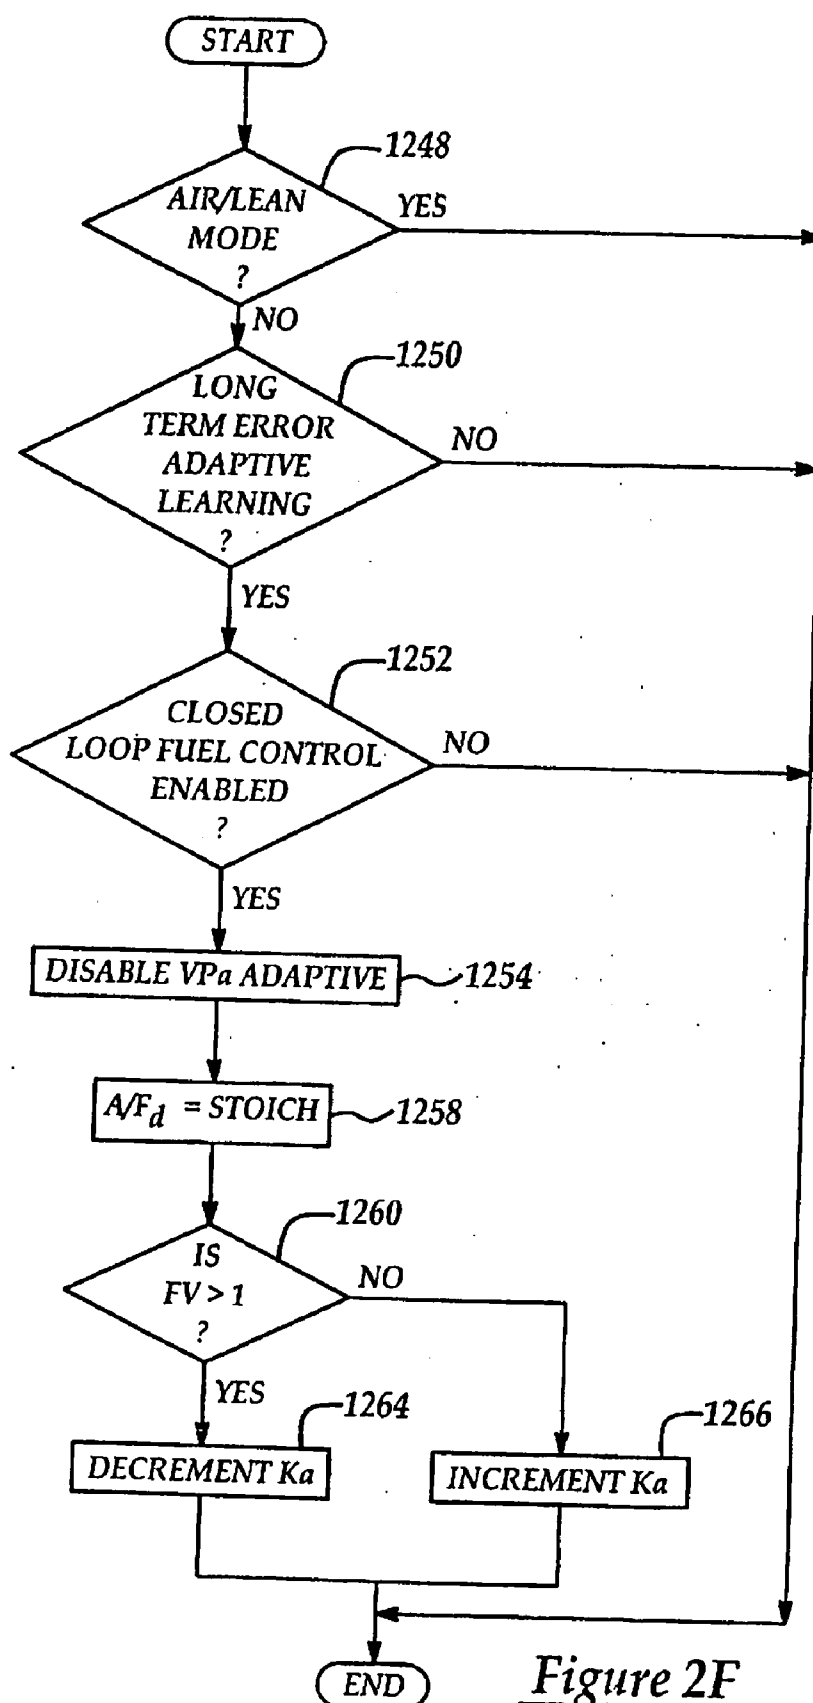 START
1248
AIR/LEAN
MODE
?
YES
NO
1250
LONG
TERM ERROR
ADAPTIVE
LEARNING
?
NO
YES
1252
CLOSED
LOOP FUEL CONTROL
ENABLED
?
NO
YES
DISABLE VPa ADAPTIVE
1254
A/Fd = STOICH
1258
1260
IS
FV > 1
?
NO
YES
1264
1266
DECREMENT Ka
INCREMENT Ka
END
Figure 2F